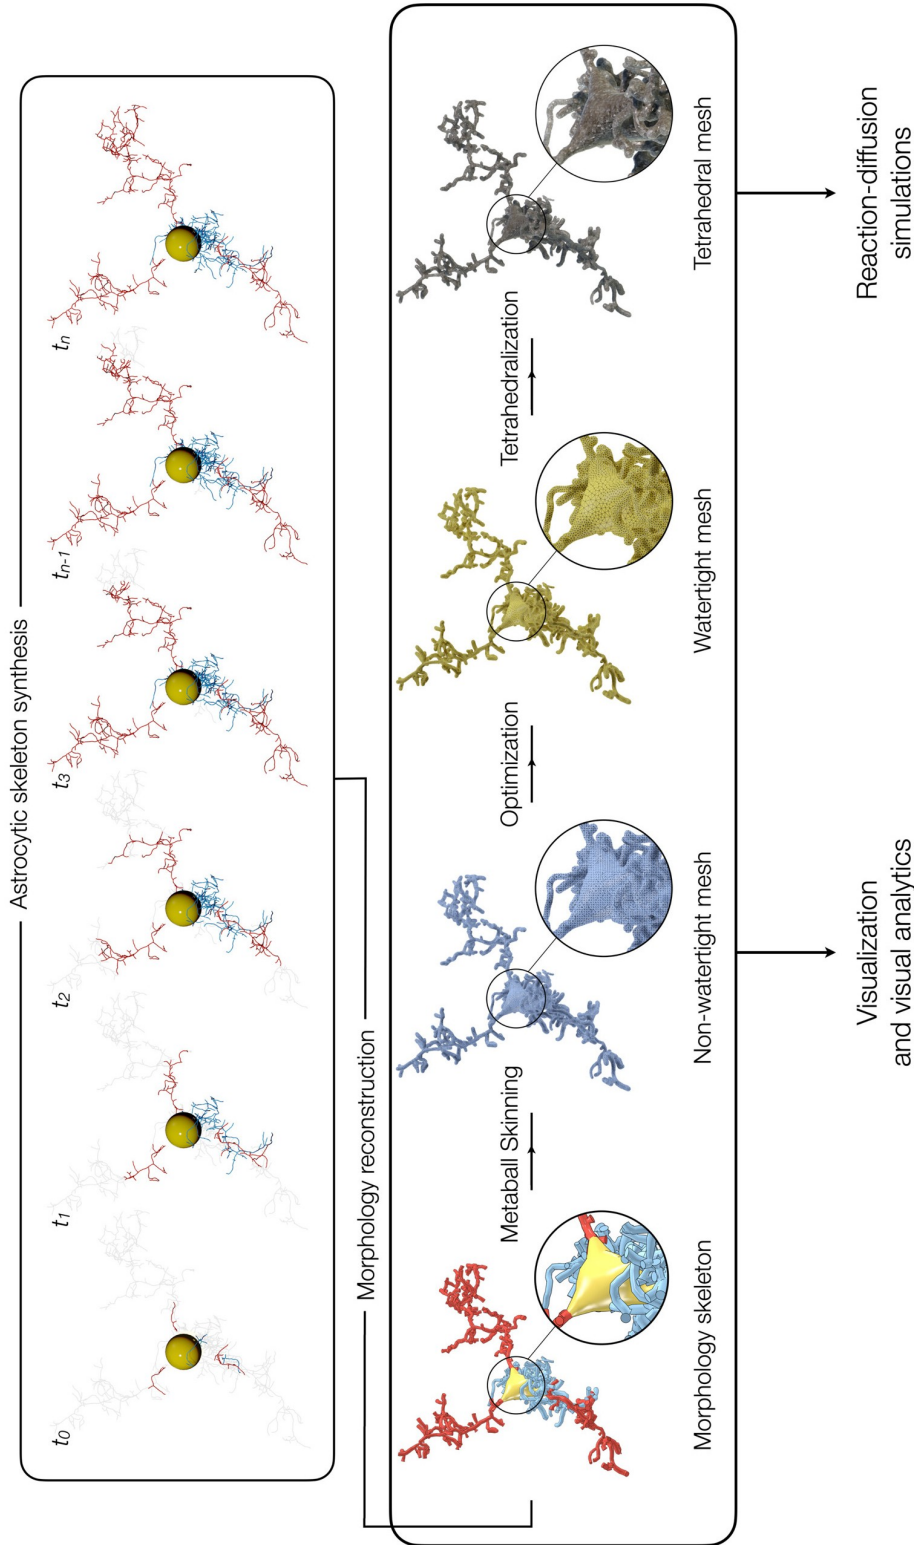 Astrocytic skeleton synthesis
t0
t1
t2
t3
tn-1
tn
Morphology reconstruction
Metaball Skinning
Optimization
Tetrahedralization
Morphology skeleton
Non-watertight mesh
Watertight mesh
Tetrahedral mesh
Visualization
and visual analytics
Reaction-diffusion
simulations